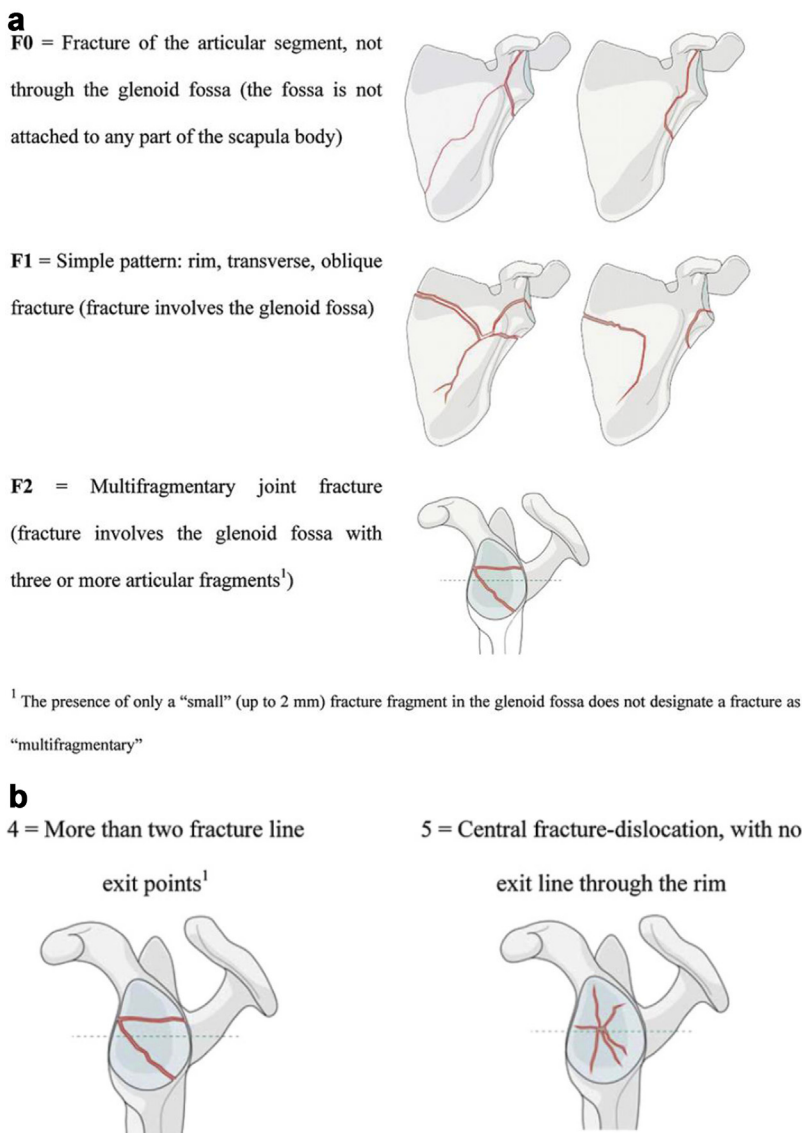 a
F0 = Fracture of the articular segment, not
through the glenoid fossa (the fossa is not
attached to any part of the scapula body)
F1 = Simple pattern: rim, transverse, oblique
fracture (fracture involves the glenoid fossa)
F2 = Multifragmentary joint fracture
(fracture involves the glenoid fossa with
three or more articular fragments¹)
¹ The presence of only a “small” (up to 2 mm) fracture fragment in the glenoid fossa does not designate a fracture as
“multifragmentary”
b
4 = More than two fracture line
exit points¹
5 = Central fracture-dislocation, with no
exit line through the rim